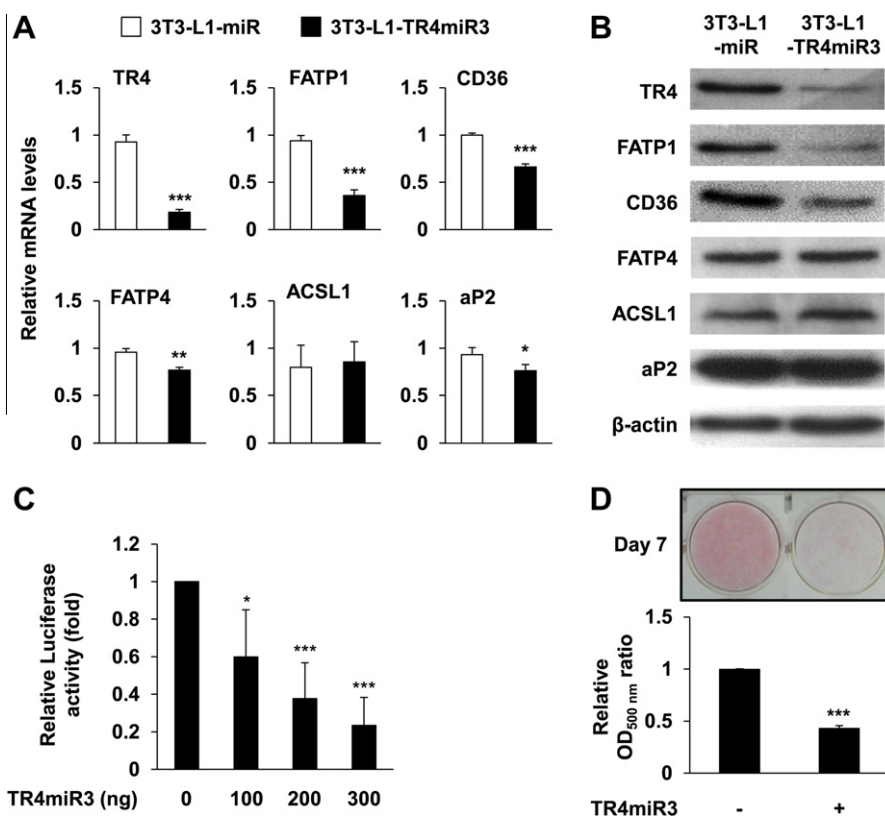 A
3T3-L1-miR 3T3-L1-TR4miR3
Relative mRNA levels
TR4
1.5
1
0.5
0
***
FATP1
1.5
1
0.5
0
***
CD36
1.5
1
0.5
0
***
FATP4
1.5
1
0.5
0
**
ACSL1
1.5
1
0.5
0
aP2
1.5
1
0.5
0
*
B
3T3-L1
-miR
3T3-L1
-TR4miR3
TR4
FATP1
CD36
FATP4
ACSL1
aP2
β-actin
C
Relative Luciferase
activity (fold)
1.2
1
0.8
0.6
0.4
0.2
0
*
***
***
TR4miR3 (ng) 0 100 200 300
D
Day 7
Relative
OD500 nm ratio
1.5
1
0.5
0
***
TR4miR3 - +